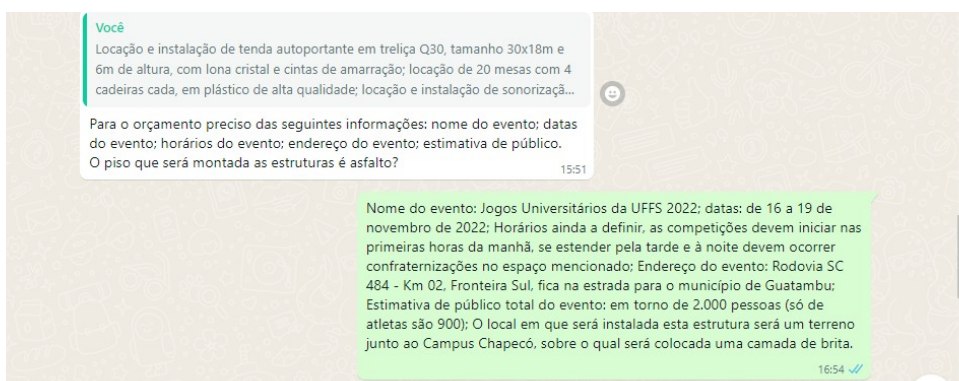 Você
Locação e instalação de tenda autoportante em treliça Q30, tamanho 30x18m e
6m de altura, com lona cristal e cintas de amarração; locação de 20 mesas com 4
cadeiras cada, em plástico de alta qualidade; locação e instalação de sonorizaçã...
Para o orçamento preciso das seguintes informações: nome do evento; datas
do evento; horários do evento; endereço do evento; estimativa de público.
O piso que será montada as estruturas é asfalto?
15:51
Nome do evento: Jogos Universitários da UFFS 2022; datas: de 16 a 19 de
novembro de 2022; Horários ainda a definir, as competições devem iniciar nas
primeiras horas da manhã, se estender pela tarde e à noite devem ocorrer
confraternizações no espaço mencionado; Endereço do evento: Rodovia SC
484 - Km 02, Fronteira Sul, fica na estrada para o município de Guatambu;
Estimativa de público total do evento: em torno de 2.000 pessoas (só de
atletas são 900); O local em que será instalada esta estrutura será um terreno
junto ao Campus Chapecó, sobre o qual será colocada uma camada de brita.
16:54